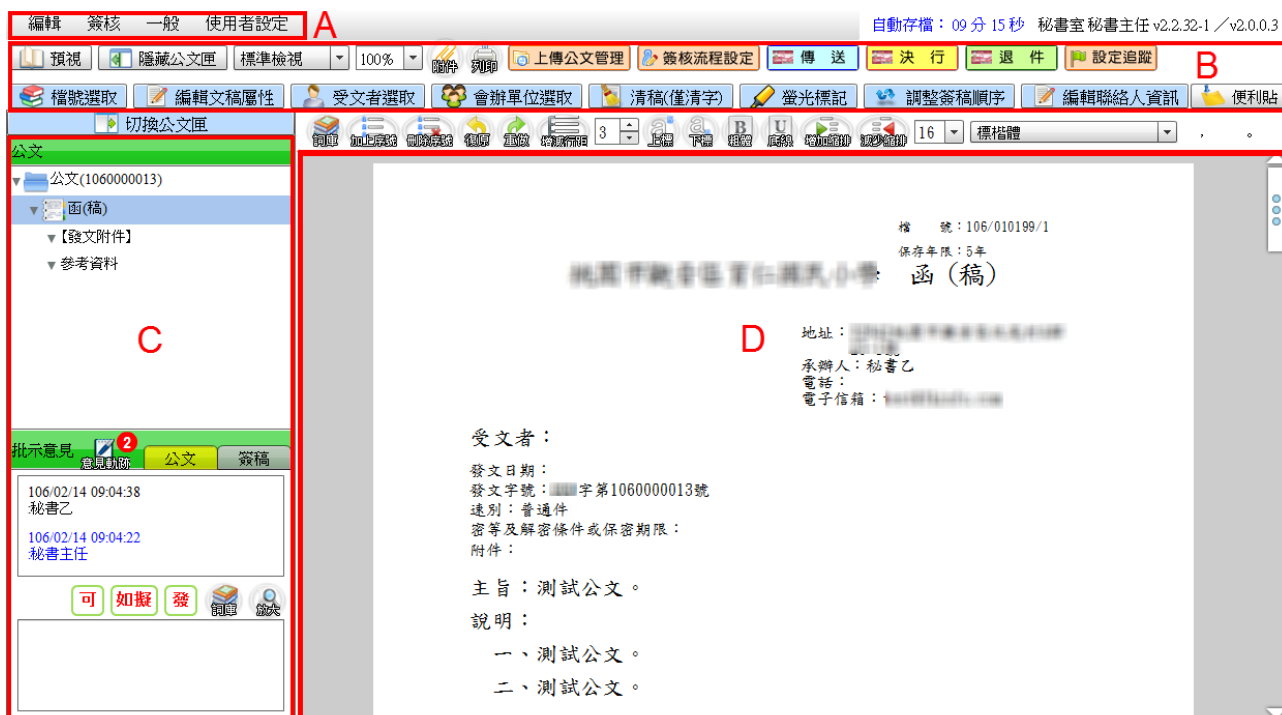 編輯 簽核 一般 使用者設定 A 自動存檔：09 分 15 秒 秘書室 秘書主任 v2.2.32-1／v2.0.0.3
預視 隱藏公文匣 標準檢視 100% 附件 列印 上傳公文管理 簽核流程設定 傳 送 決 行 退 件 設定追蹤 B
檔號選取 編輯文稿屬性 受文者選取 會辦單位選取 清稿(僅清字) 螢光標記 調整簽稿順序 編輯聯絡人資訊 便利貼
切換公文匣 詞庫 加上序號 刪除序號 復原 重做 3 上標 下標 粗體 底線 增加縮排 減少縮排 16 標楷體 ， 。
公文
公文(1060000013)
函(稿)
【發文附件】
參考資料
C
檔 號：106/010199/1
保存年限：5年
函（稿）
D
地址：
承辦人：秘書乙
電話：
電子信箱：
受文者：
發文日期：
發文字號： 字第1060000013號
速別：普通件
密等及解密條件或保密期限：
附件：
主旨：測試公文。
說明：
一、測試公文。
二、測試公文。
批示意見 意見動跡 2 公文 簽稿
106/02/14 09:04:38
秘書乙
106/02/14 09:04:22
秘書主任
可 如擬 發 詞庫 放大